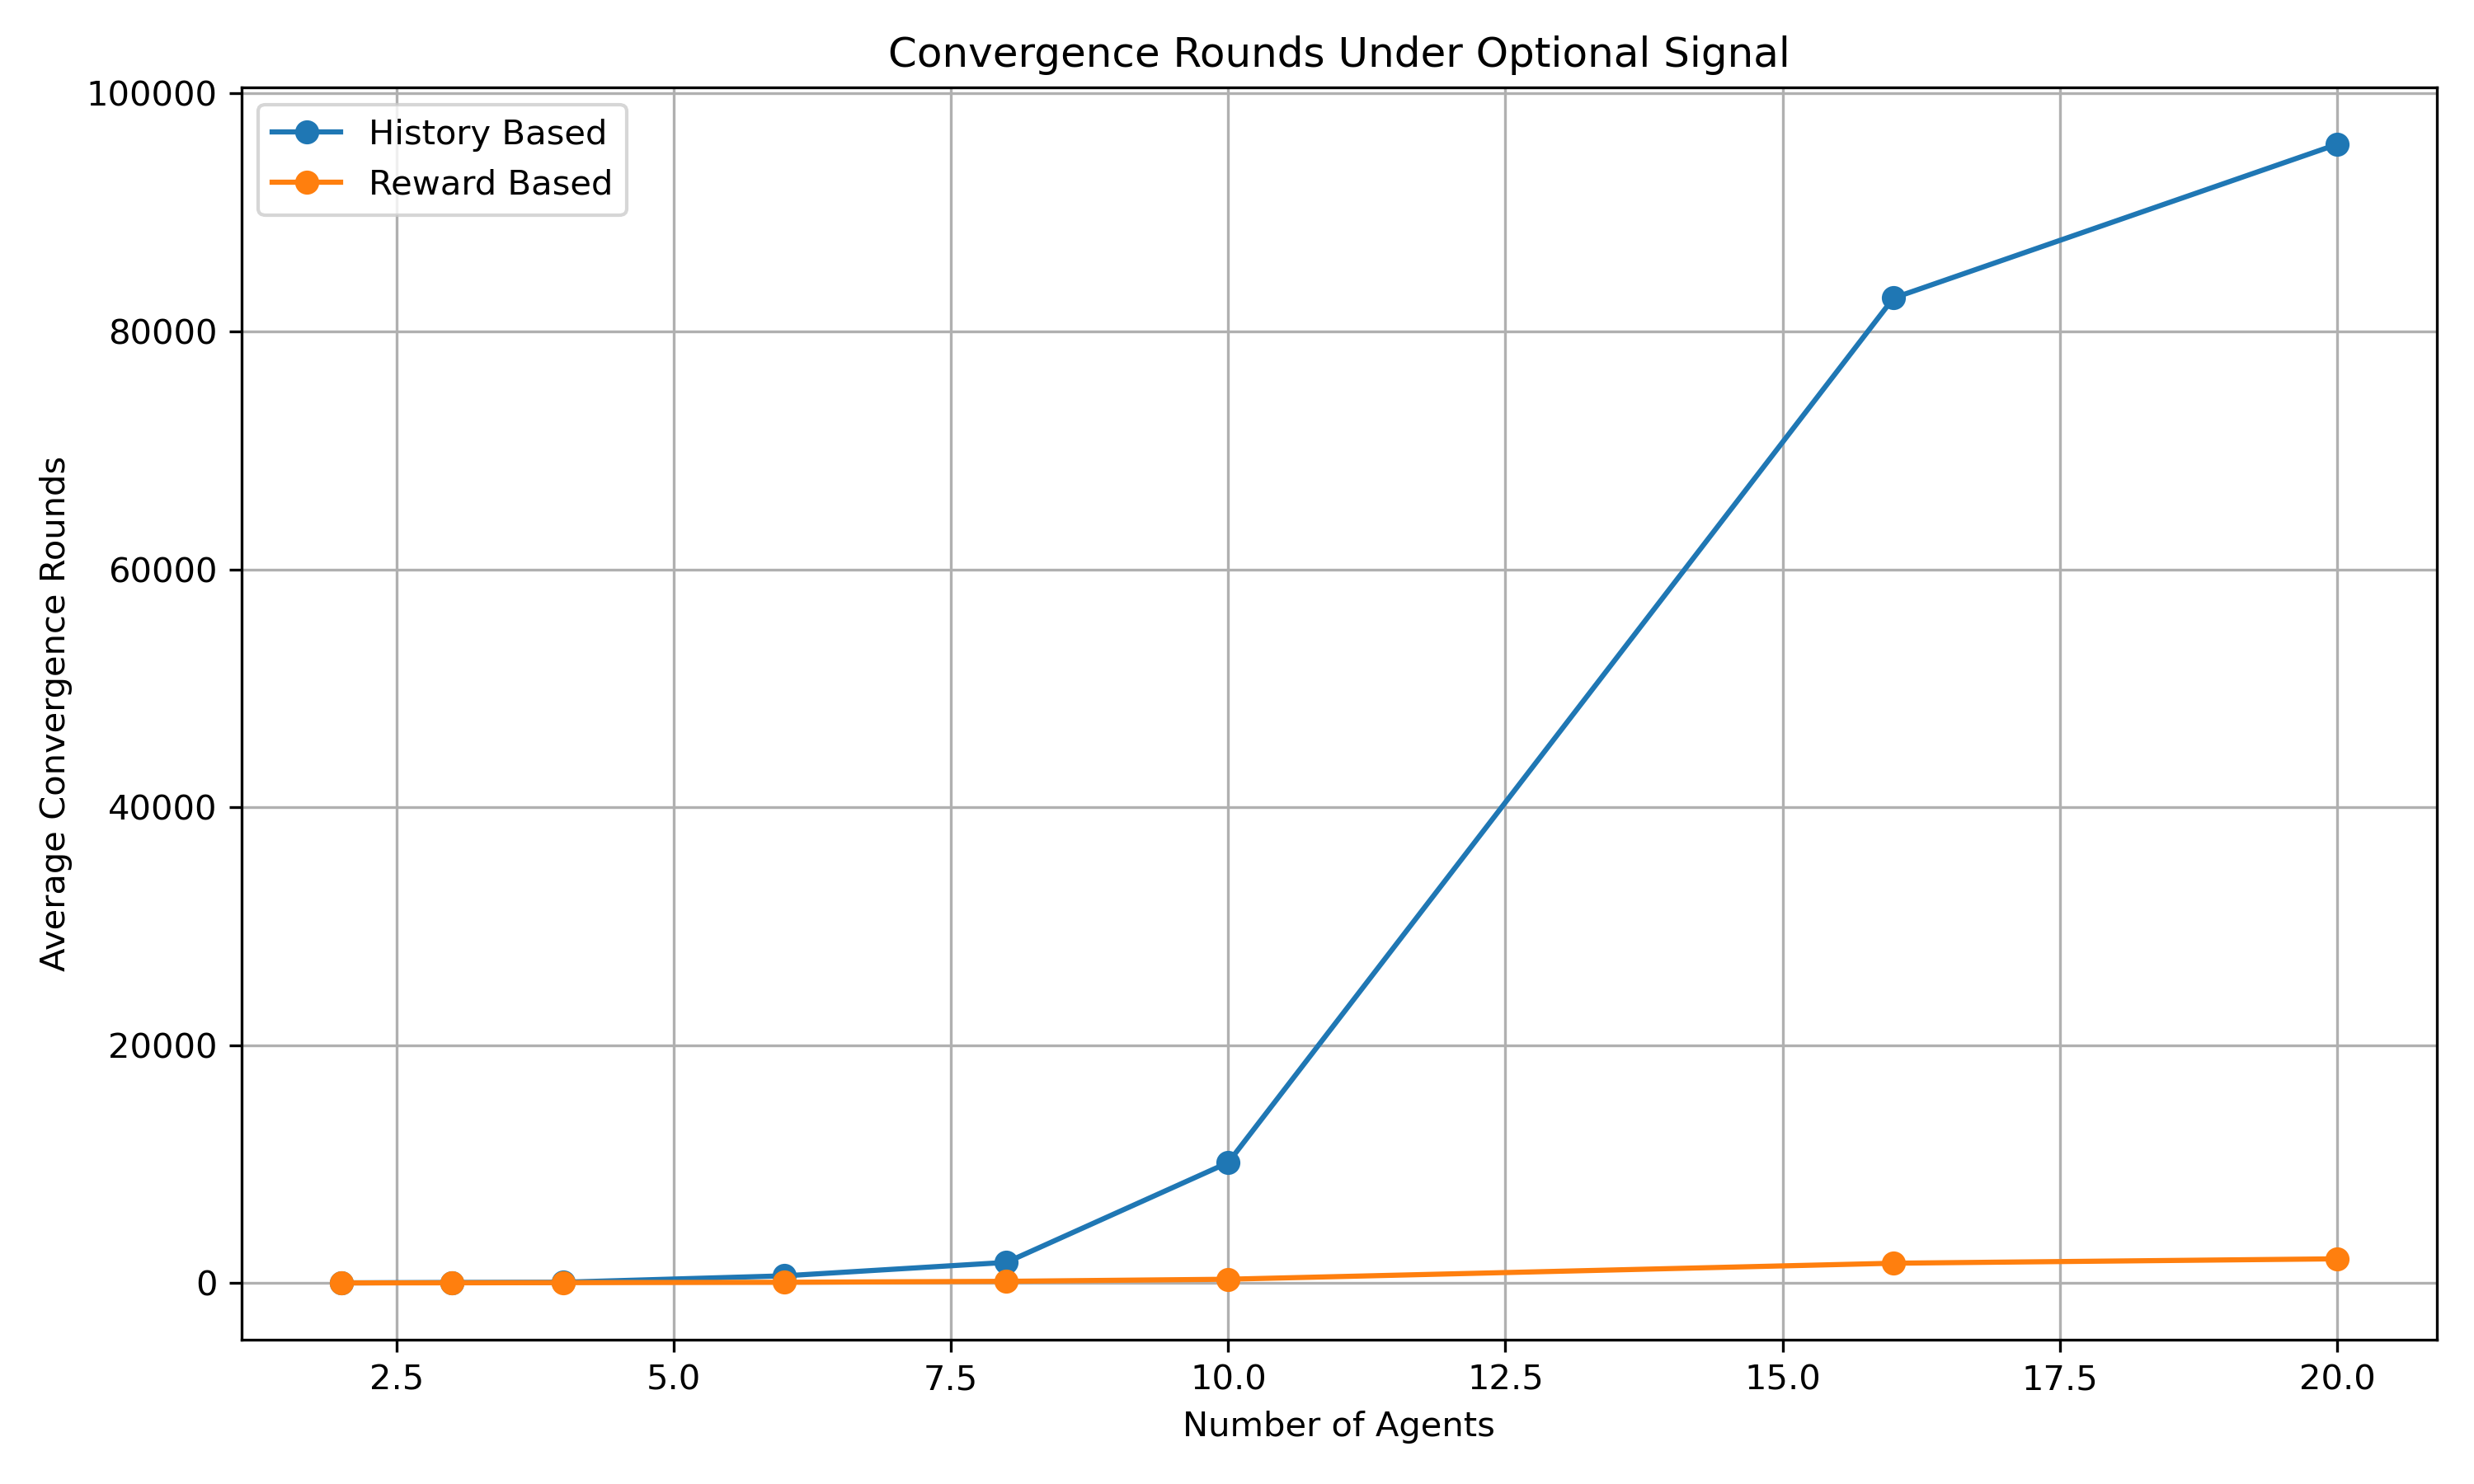 Convergence Rounds Under Optional Signal
100000
80000
60000
40000
20000
0
Average Convergence Rounds
History Based
Reward Based
2.5 5.0 7.5 10.0 12.5 15.0 17.5 20.0
Number of Agents